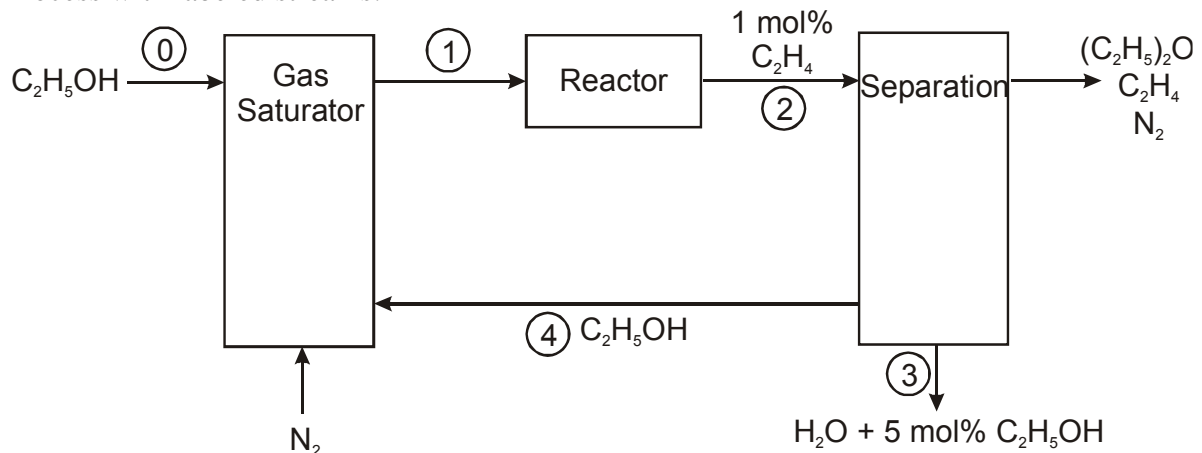 C₂H₅OH
0
Gas
Saturator
1
Reactor
1 mol%
C₂H₄
2
Separation
(C₂H₅)₂O
C₂H₄
N₂
4 C₂H₅OH
3
N₂
H₂O + 5 mol% C₂H₅OH